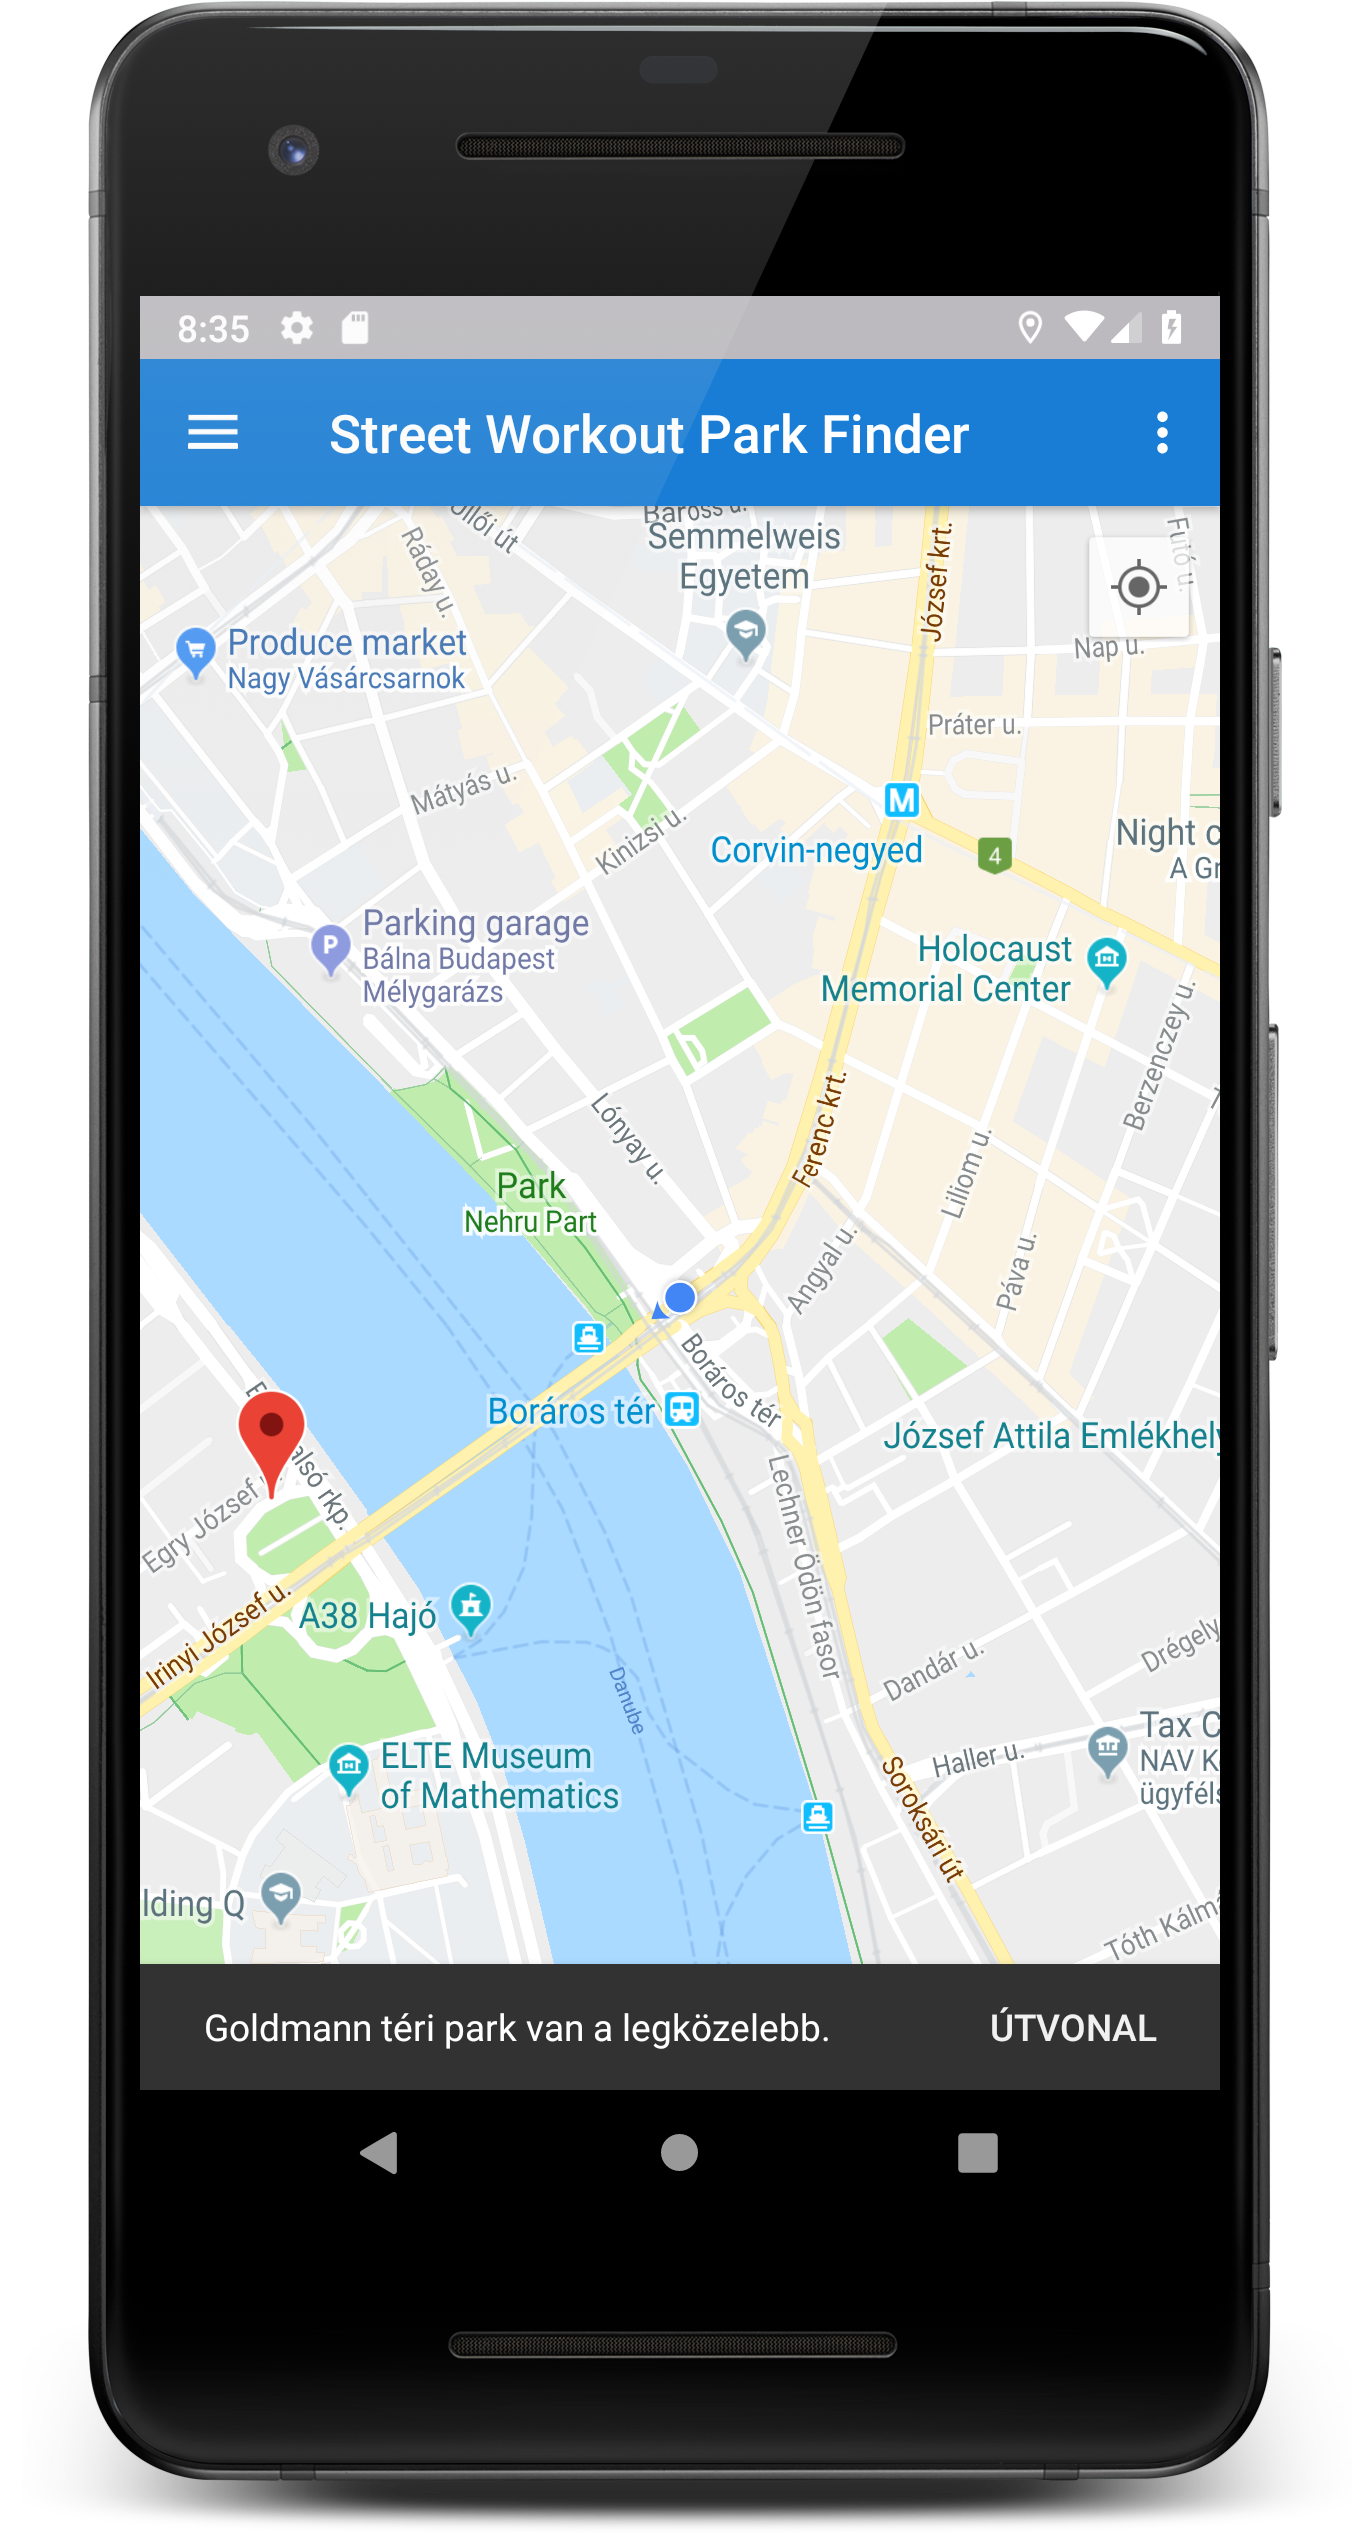 8:35
Street Workout Park Finder
Üllői út
Baross u.
Semmelweis
Egyetem
József krt.
Futó u.
Ráday u.
Produce market
Nagy Vásárcsarnok
Nap u.
Práter u.
Mátyás u.
Kinizsi u.
M
Corvin-negyed
4
Night c
A Gr
P
Parking garage
Bálna Budapest
Mélygarázs
Holocaust
Memorial Center
Berzenczey u.
Ferenc krt.
Lónyay u.
Liliom u.
Park
Nehru Part
Angyal u.
Páva u.
Boráros tér
Boráros tér
József Attila Emlékhely
alsó rkp.
Egry József
Lechner Ödön fasor
Irinyi József u.
A38 Hajó
Danube
Dandár u.
Drégely
Haller u.
Tax C
NAV K
ügyféls
ELTE Museum
of Mathematics
Soroksári út
lding Q
Tóth Kálmá
Goldmann téri park van a legközelebb.
ÚTVONAL